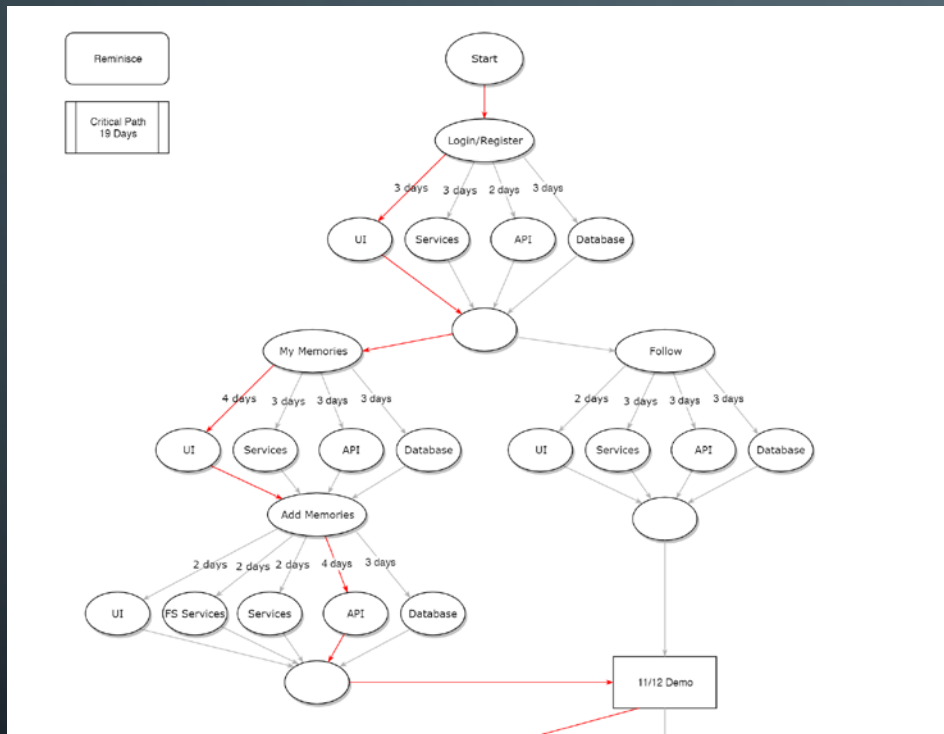 Reminisce
Critical Path
19 Days
Start
Login/Register
3 days
3 days
2 days
3 days
UI
Services
API
Database
My Memories
Follow
4 days
3 days
3 days
3 days
2 days
3 days
3 days
3 days
UI
Services
API
Database
UI
Services
API
Database
Add Memories
2 days
2 days
2 days
4 days
3 days
UI
FS Services
Services
API
Database
11/12 Demo